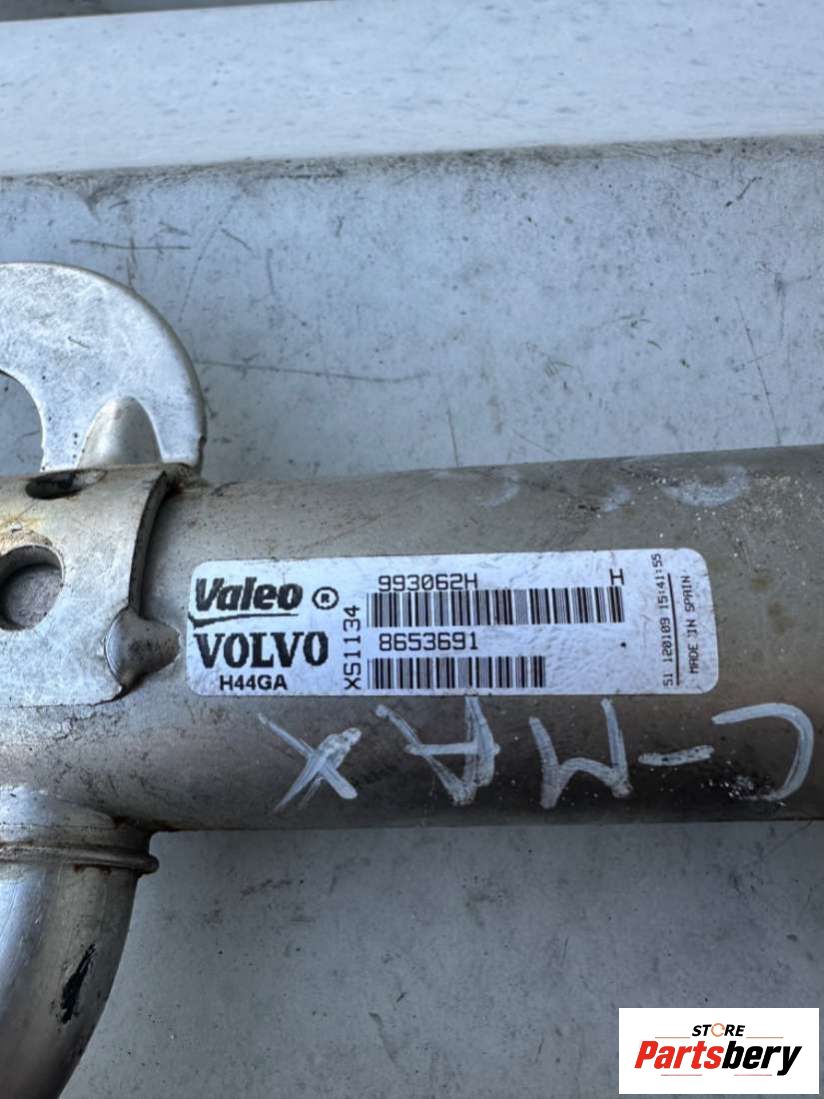 Valeo ® 993062H H
XS1134
VOLVO 8653691
H44GA
S1 120109 15:41:55
MADE IN SPAIN
C-MAX
STORE
Partsbery